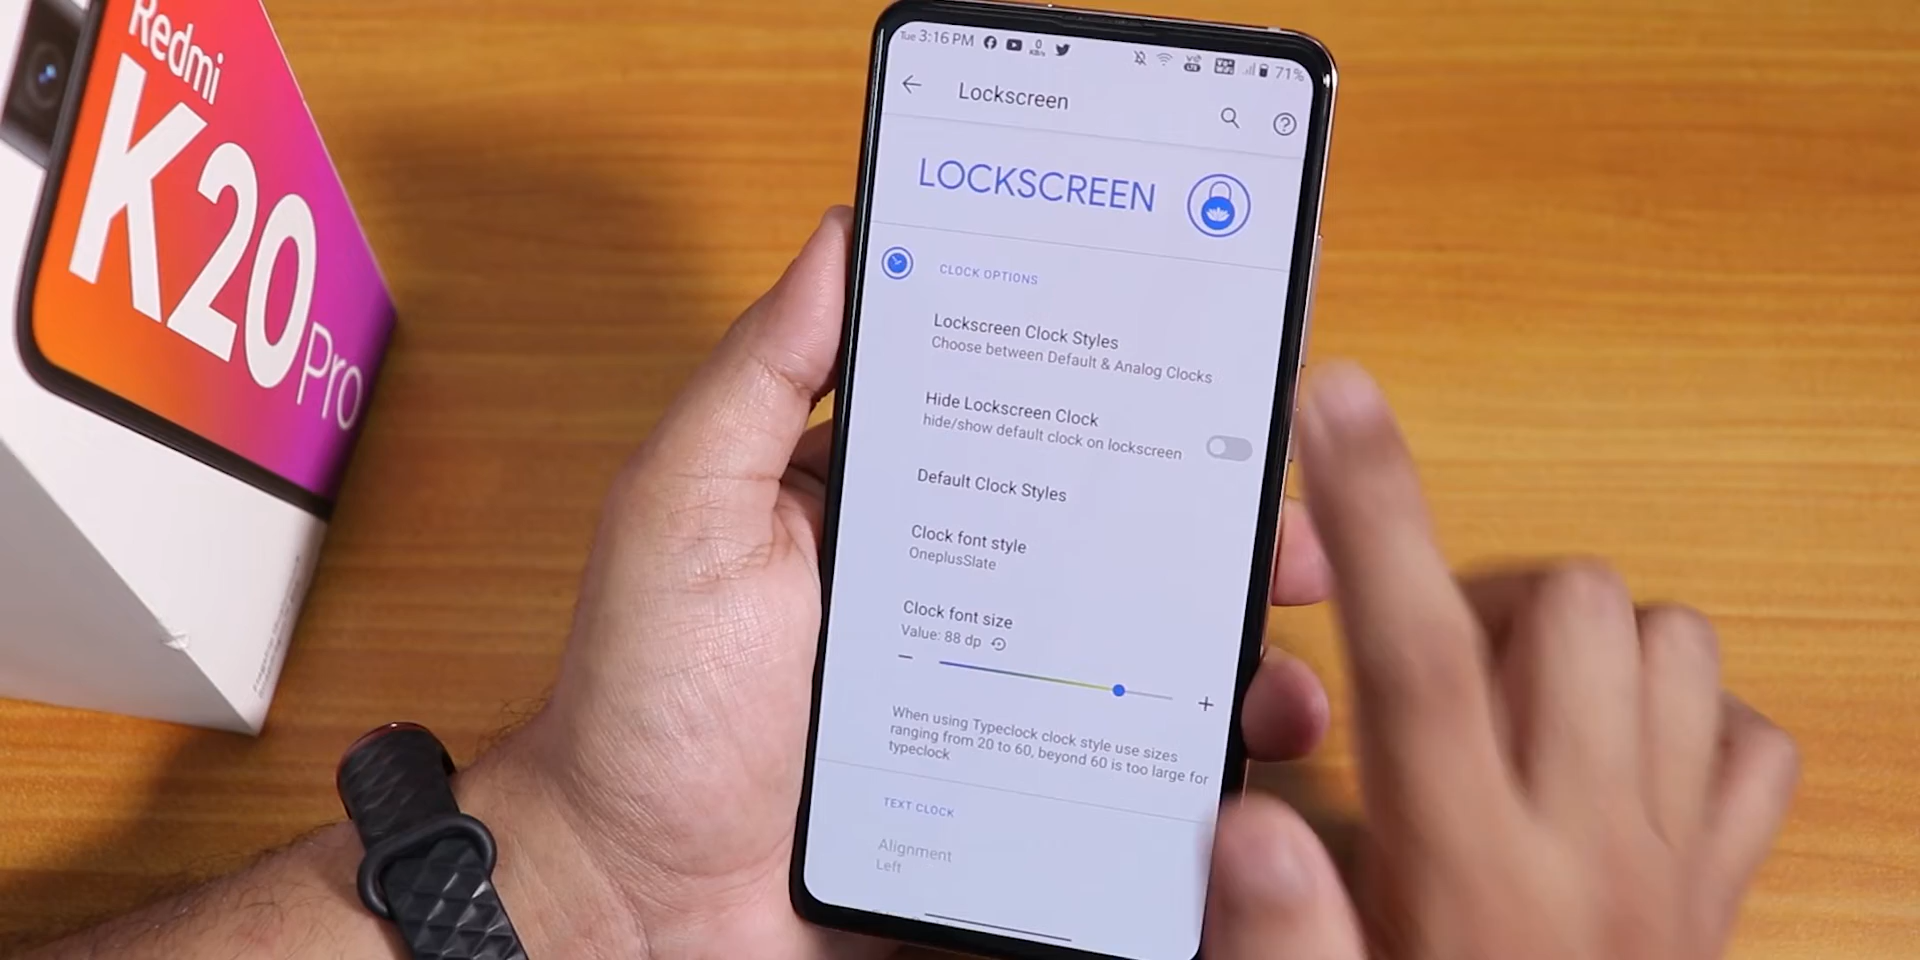 Redmi
K20 Pro
Tue 3:16 PM
0
KB/s
71%
Lockscreen
LOCKSCREEN
CLOCK OPTIONS
Lockscreen Clock Styles
Choose between Default & Analog Clocks
Hide Lockscreen Clock
hide/show default clock on lockscreen
Default Clock Styles
Clock font style
OneplusSlate
Clock font size
Value: 88 dp
When using Typeclock clock style use sizes
ranging from 20 to 60, beyond 60 is too large for
typeclock
TEXT CLOCK
Alignment
Left